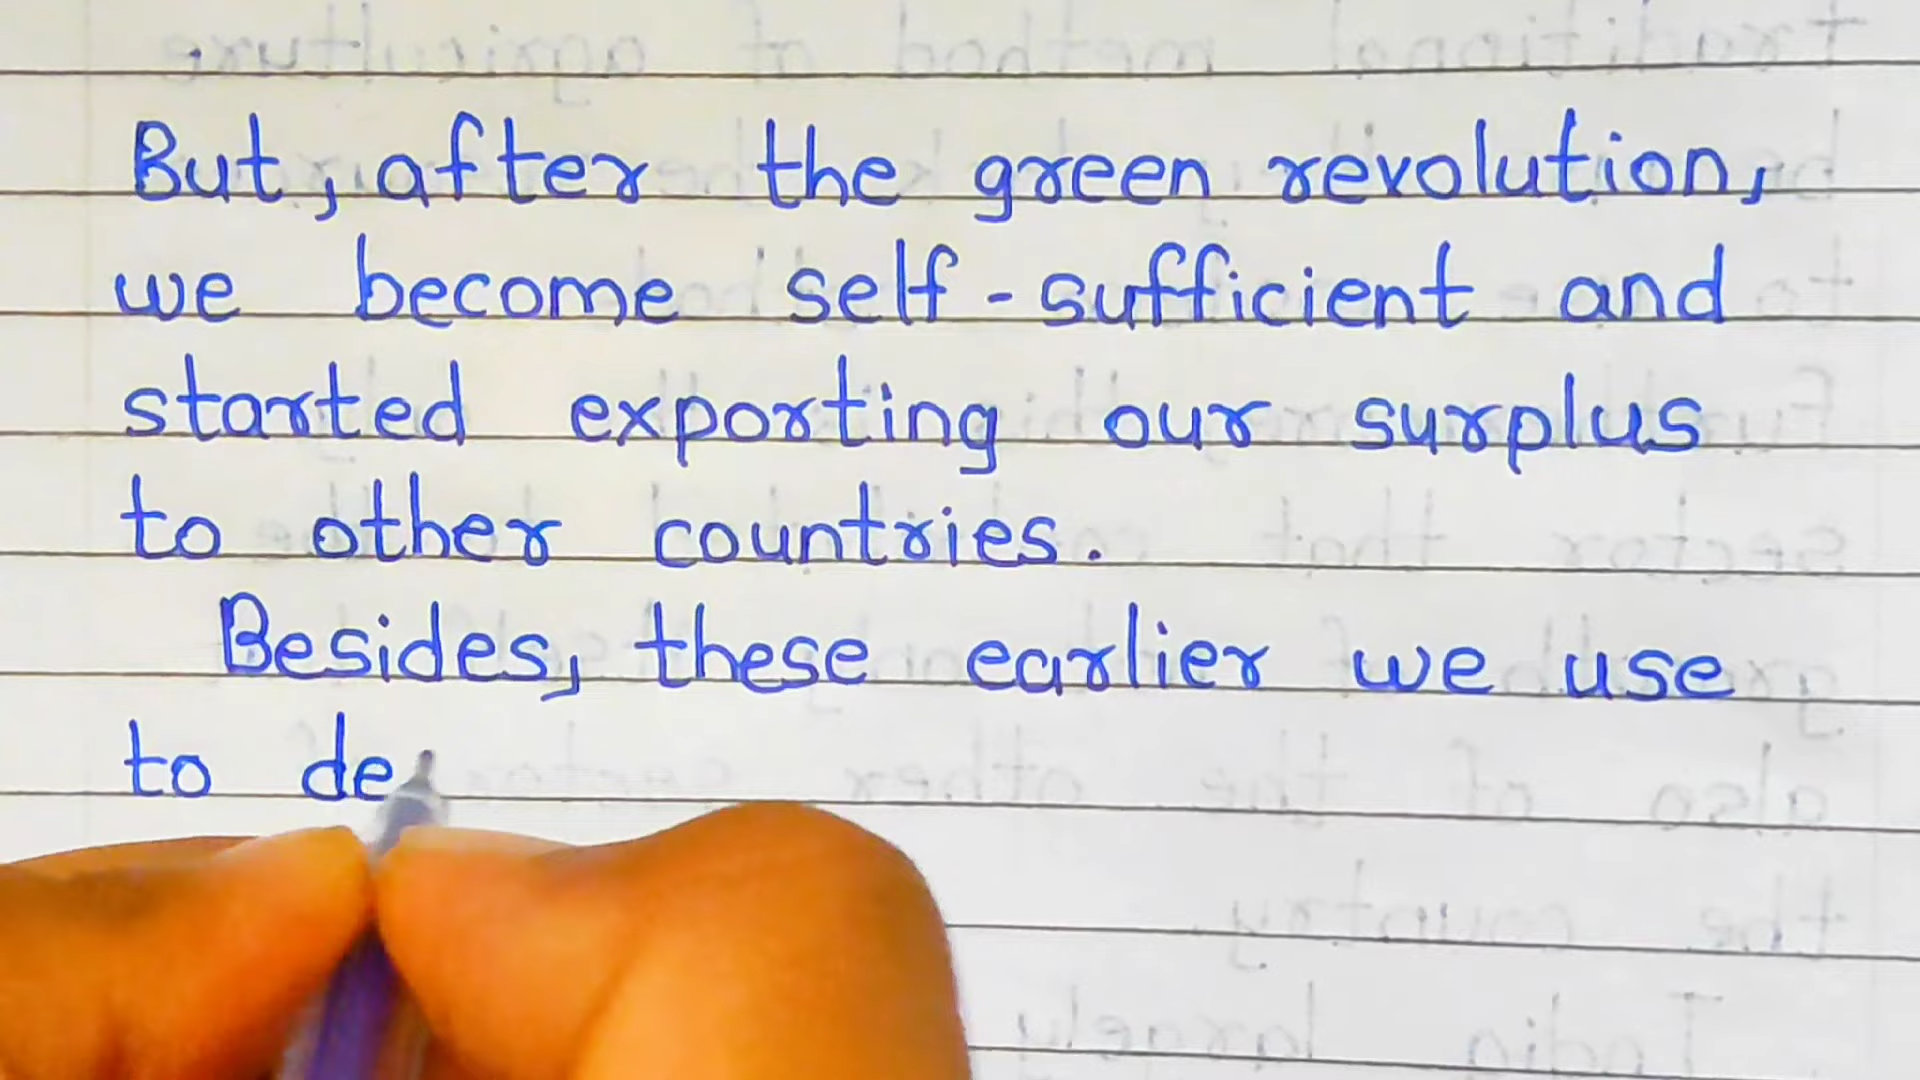 But, after the green revolution,
we become self-sufficient and
started exporting our surplus
to other countries.
Besides, these earlier we use
to de